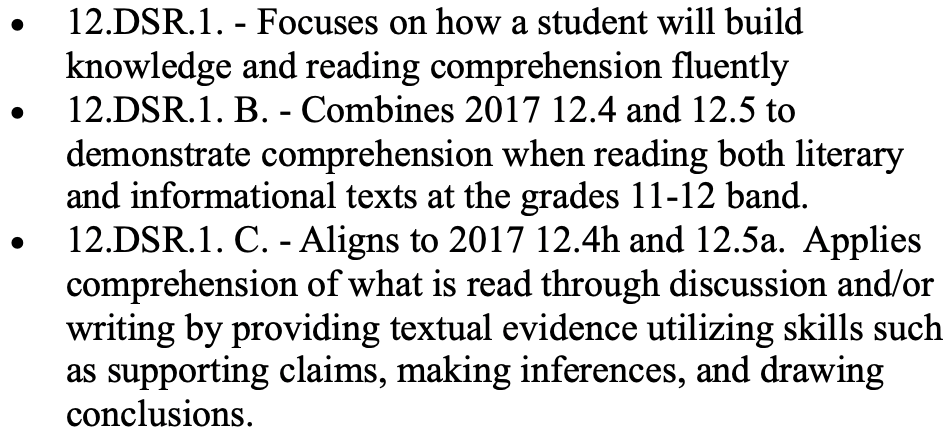 • 12.DSR.1. - Focuses on how a student will build
knowledge and reading comprehension fluently
• 12.DSR.1. B. - Combines 2017 12.4 and 12.5 to
demonstrate comprehension when reading both literary
and informational texts at the grades 11-12 band.
• 12.DSR.1. C. - Aligns to 2017 12.4h and 12.5a.  Applies
comprehension of what is read through discussion and/or
writing by providing textual evidence utilizing skills such
as supporting claims, making inferences, and drawing
conclusions.